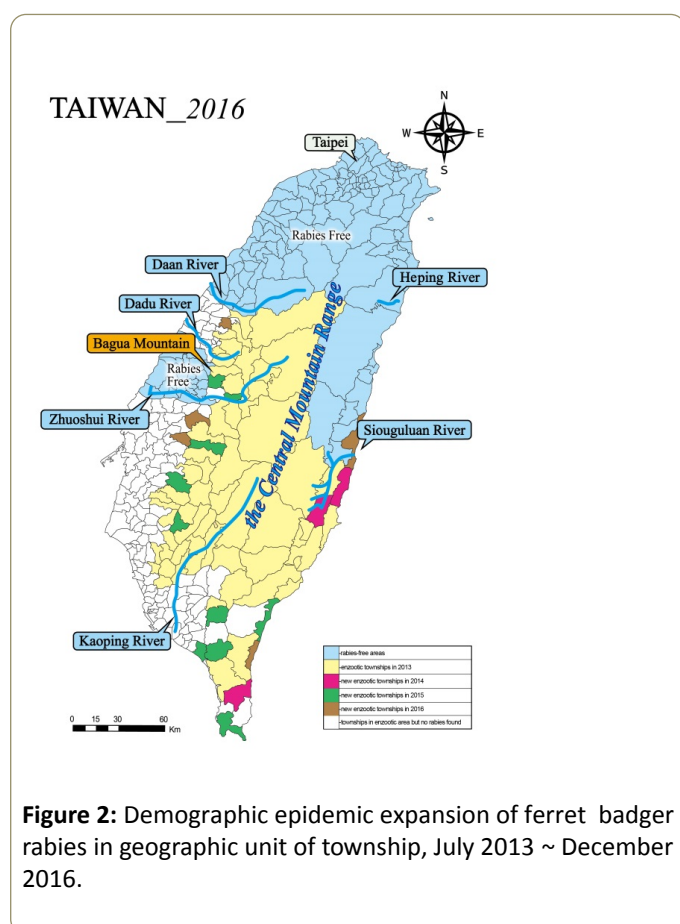 TAIWAN_2016
N
W
E
S
Taipei
Rabies Free
Daan River
Heping River
Dadu River
Bagua Mountain
Rabies
Free
the Central Mountain Range
Zhuoshui River
Siouguluan River
Kaoping River
rabies-free areas
enzootic townships in 2013
new enzootic townships in 2014
new enzootic townships in 2015
new enzootic townships in 2016
townships in enzootic area but no rabies found
0 15 30 60
Km
Figure 2: Demographic epidemic expansion of ferret badger
rabies in geographic unit of township, July 2013 ~ December
2016.